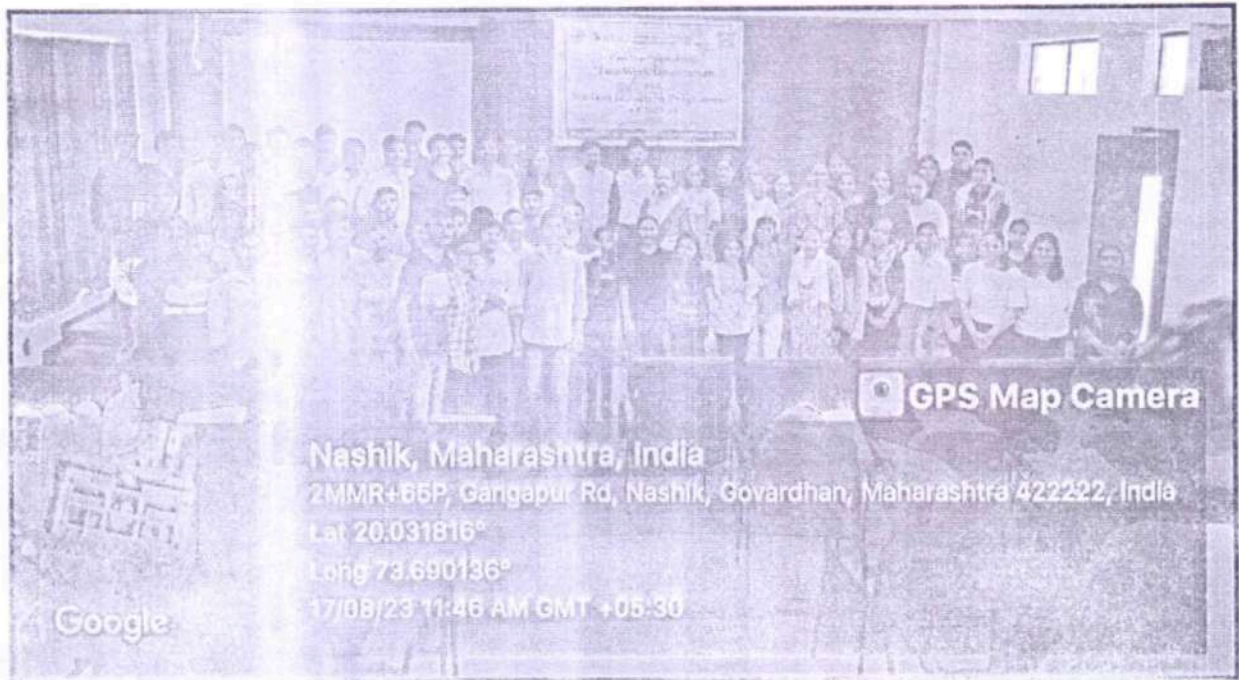 GPS Map Camera
Nashik, Maharashtra, India
2MMR+65P, Gangapur Rd, Nashik, Govardhan, Maharashtra 422222, India
Lat 20.031816°
Long 73.690136°
17/08/23 11:46 AM GMT +05:30
Google